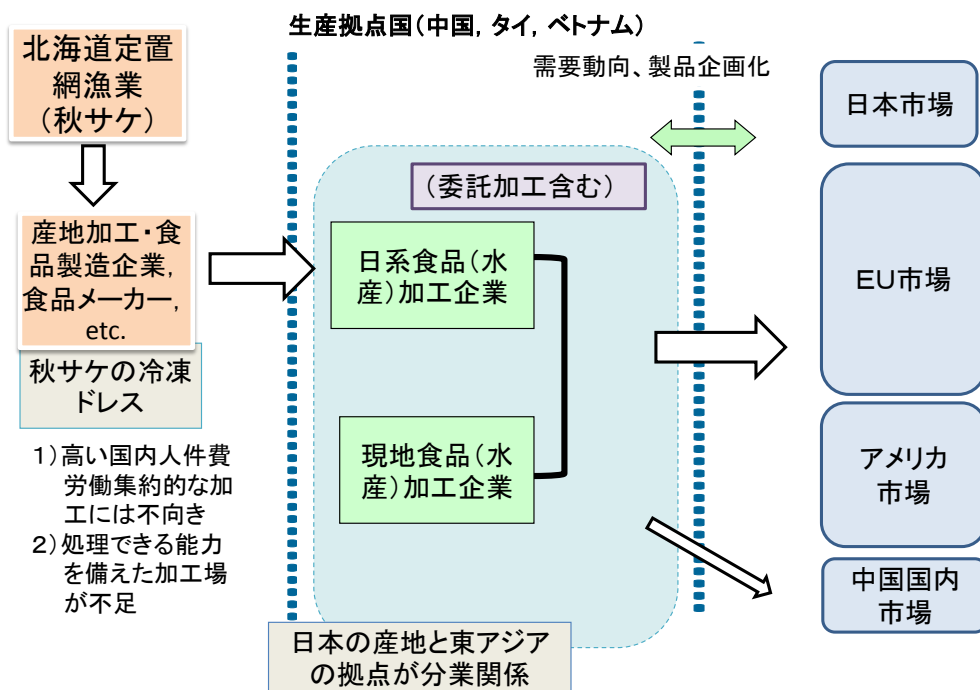 生産拠点国（中国, タイ, ベトナム）
北海道定置
網漁業
（秋サケ）
産地加工・食
品製造企業,
食品メーカー,
etc.
秋サケの冷凍
ドレス
１）高い国内人件費
労働集約的な加
工には不向き
２）処理できる能力
を備えた加工場
が不足
需要動向、製品企画化
（委託加工含む）
日系食品（水
産）加工企業
現地食品（水
産）加工企業
日本の産地と東アジア
の拠点が分業関係
日本市場
ＥＵ市場
アメリカ
市場
中国国内
市場